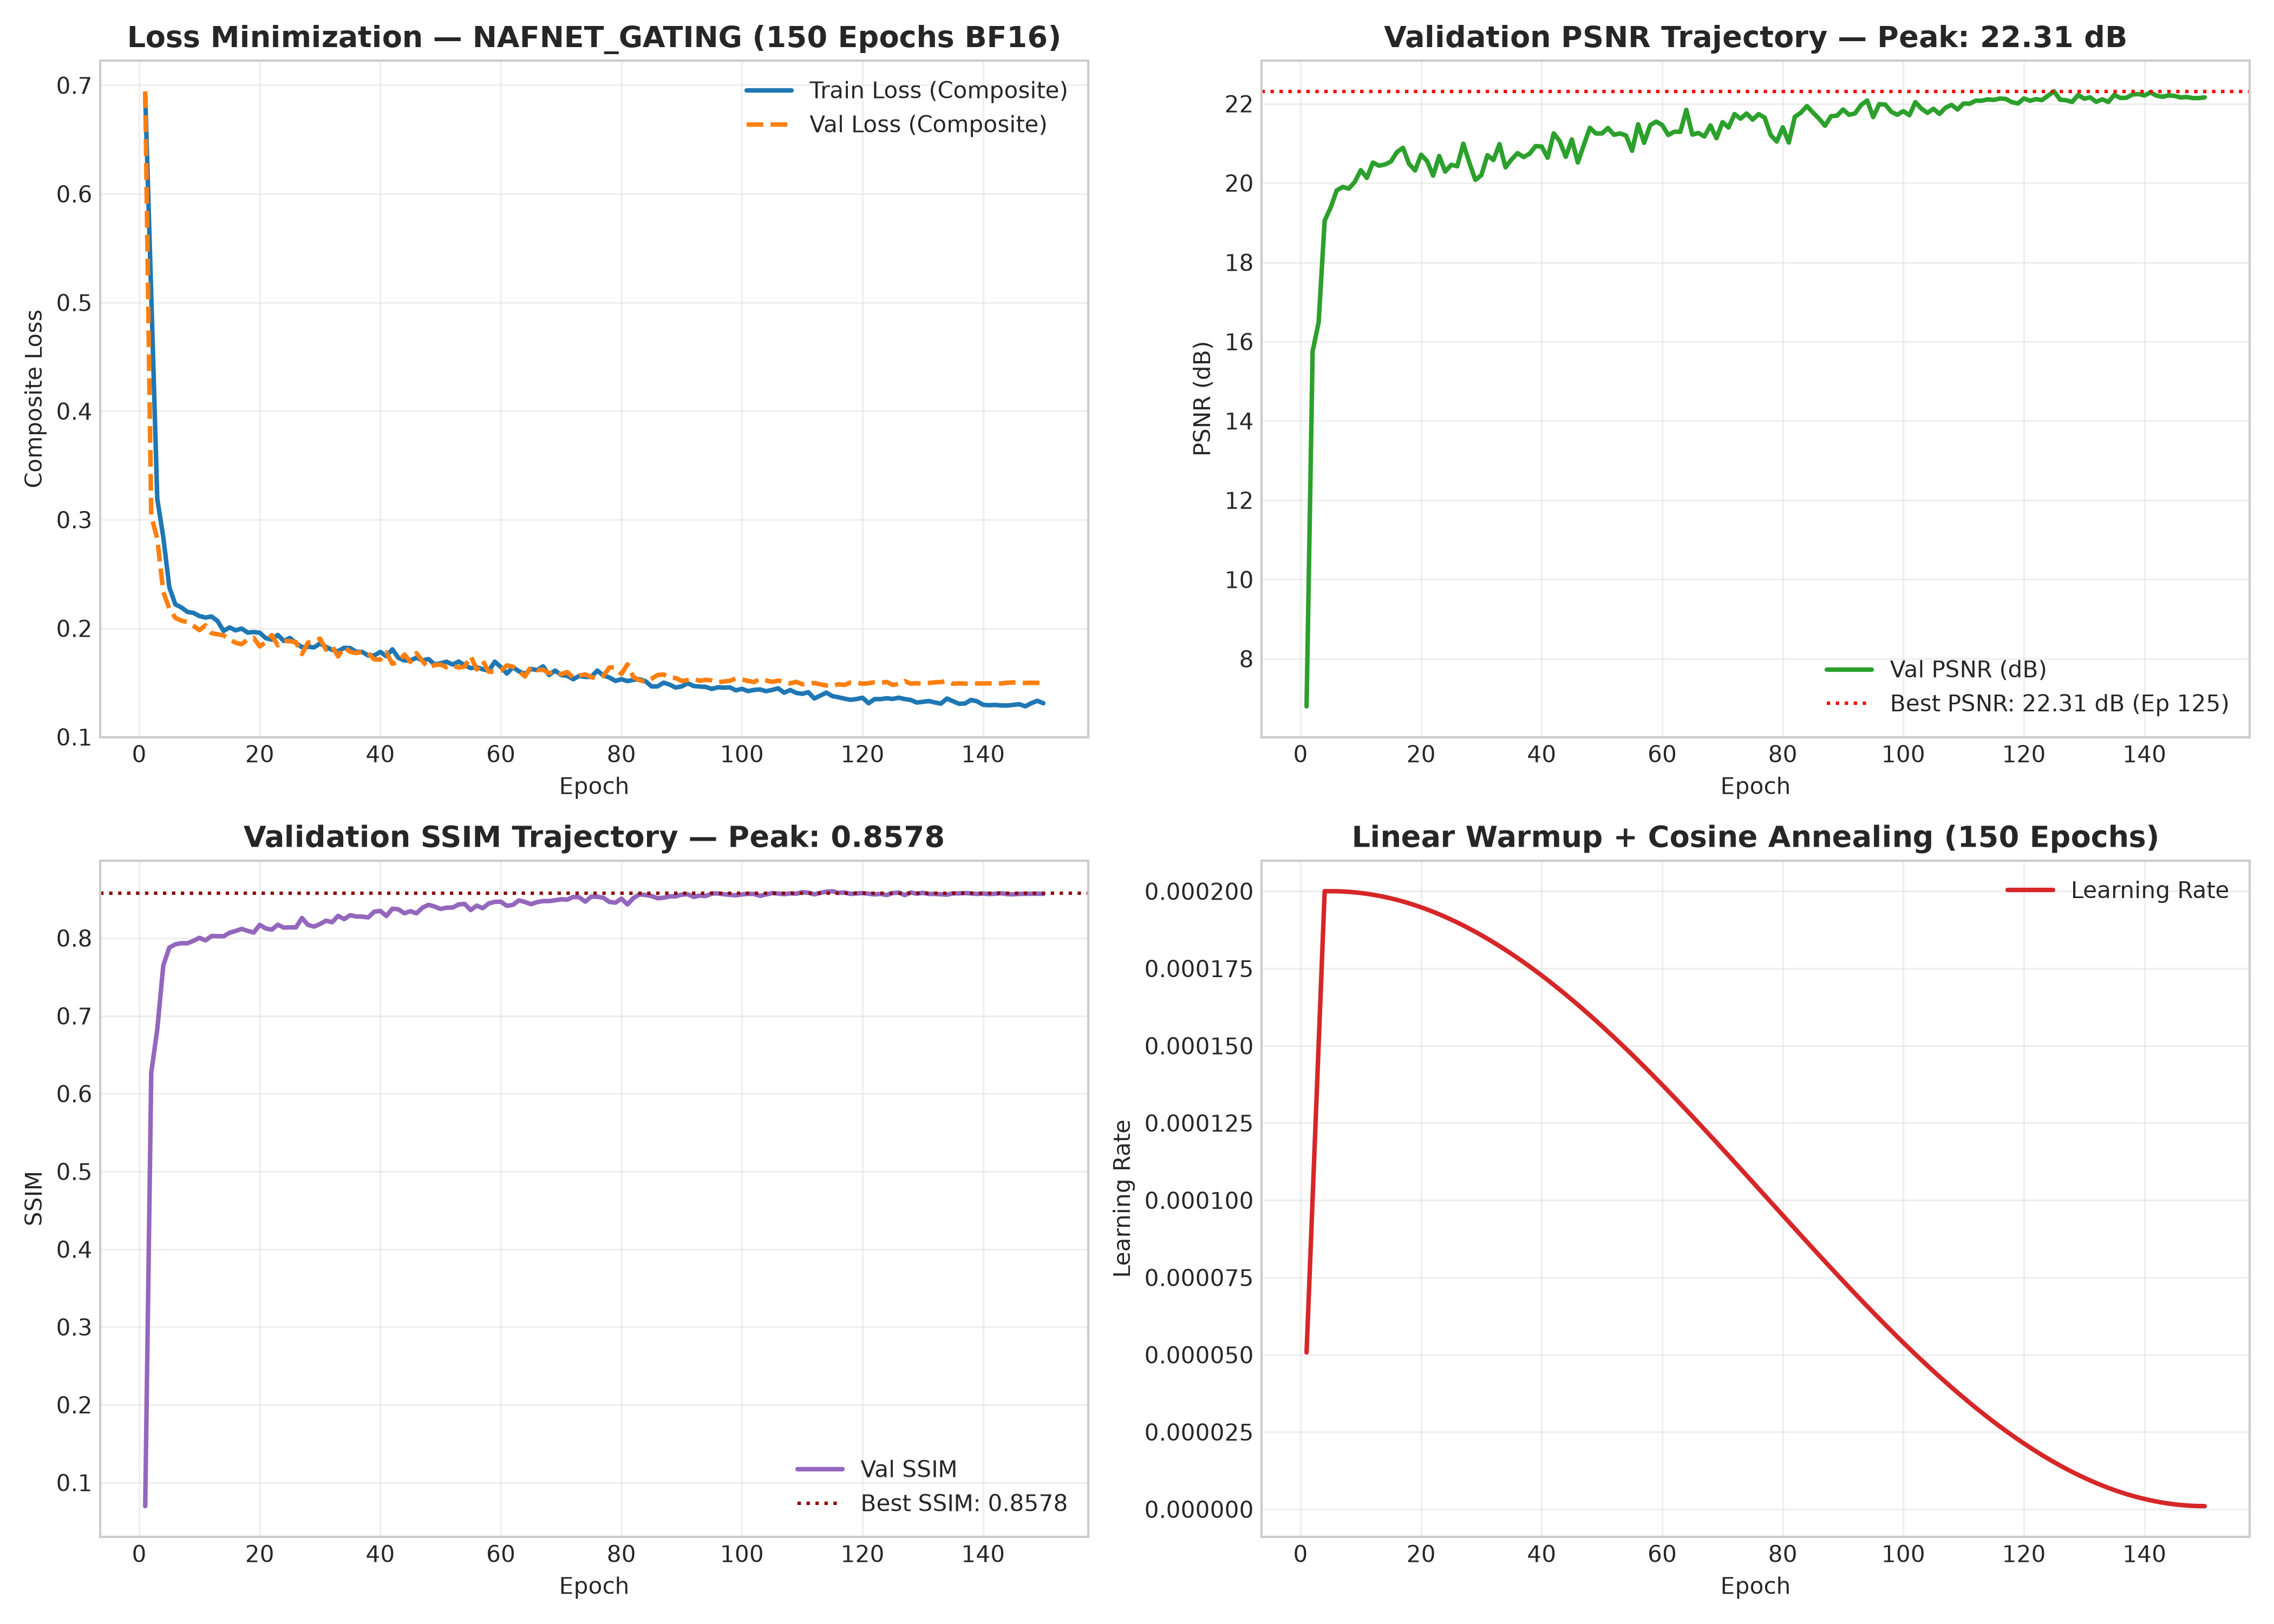 Loss Minimization — NAFNET_GATING (150 Epochs BF16)
Train Loss (Composite)
Val Loss (Composite)
Composite Loss
0.7
0.6
0.5
0.4
0.3
0.2
0.1
0 20 40 60 80 100 120 140
Epoch
Validation PSNR Trajectory — Peak: 22.31 dB
PSNR (dB)
22
20
18
16
14
12
10
8
Val PSNR (dB)
Best PSNR: 22.31 dB (Ep 125)
0 20 40 60 80 100 120 140
Epoch
Validation SSIM Trajectory — Peak: 0.8578
SSIM
0.8
0.7
0.6
0.5
0.4
0.3
0.2
0.1
Val SSIM
Best SSIM: 0.8578
0 20 40 60 80 100 120 140
Epoch
Linear Warmup + Cosine Annealing (150 Epochs)
Learning Rate
Learning Rate
0.000200
0.000175
0.000150
0.000125
0.000100
0.000075
0.000050
0.000025
0.000000
0 20 40 60 80 100 120 140
Epoch